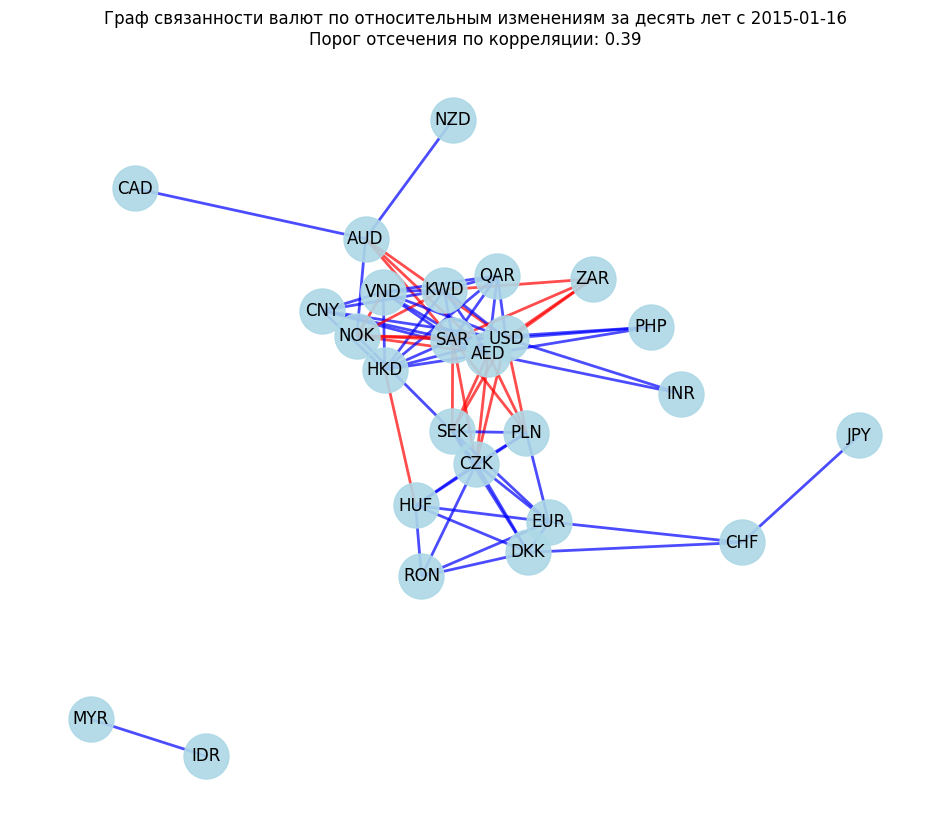 Граф связанности валют по относительным изменениям за десять лет с 2015-01-16
Порог отсечения по корреляции: 0.39
NZD
CAD
AUD
QAR
ZAR
VND
KWD
CNY
PHP
NOK
SAR
USD
AED
HKD
INR
SEK
PLN
JPY
CZK
HUF
EUR
CHF
DKK
RON
MYR
IDR